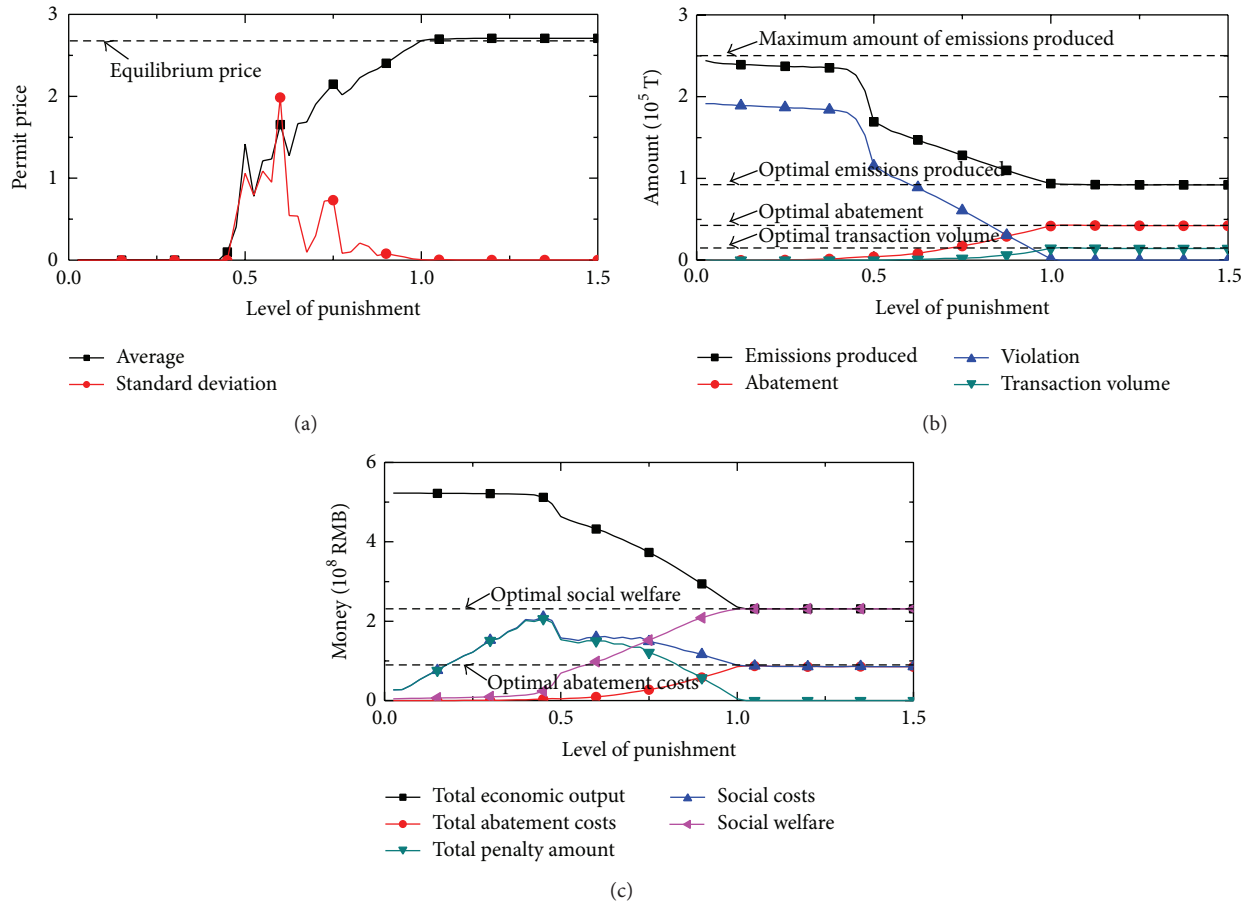 3
2
1
0
Permit price
Equilibrium price
0.0
0.5
1.0
1.5
Level of punishment
Average
Standard deviation
(a)
3
2
1
0
Amount (10⁵ T)
Maximum amount of emissions produced
Optimal emissions produced
Optimal abatement
Optimal transaction volume
0.0
0.5
1.0
1.5
Level of punishment
Emissions produced
Abatement
Violation
Transaction volume
(b)
6
4
2
0
Money (10⁸ RMB)
Optimal social welfare
Optimal abatement costs
0.0
0.5
1.0
1.5
Level of punishment
Total economic output
Total abatement costs
Total penalty amount
Social costs
Social welfare
(c)